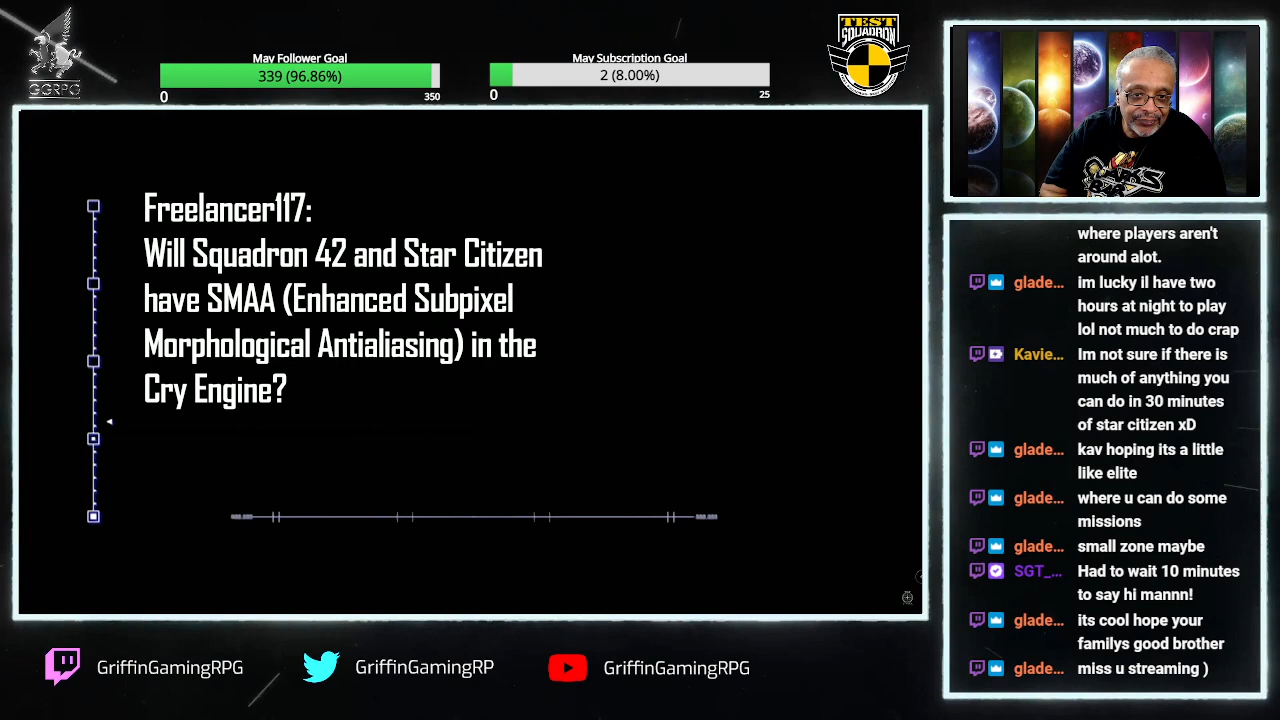 GGRPG
May Follower Goal
339 (96.86%)
0
350
May Subscription Goal
2 (8.00%)
0
25
TEST
SQUADRON
Freelancer117:
Will Squadron 42 and Star Citizen
have SMAA (Enhanced Subpixel
Morphological Antialiasing) in the
Cry Engine?
where players aren't
around alot.
glade... im lucky il have two
hours at night to play
lol not much to do crap
Kavie... Im not sure if there is
much of anything you
can do in 30 minutes
of star citizen xD
glade... kav hoping its a little
like elite
glade... where u can do some
missions
glade... small zone maybe
SGT_... Had to wait 10 minutes
to say hi mannn!
glade... its cool hope your
familys good brother
glade... miss u streaming )
GriffinGamingRPG
GriffinGamingRP
GriffinGamingRPG